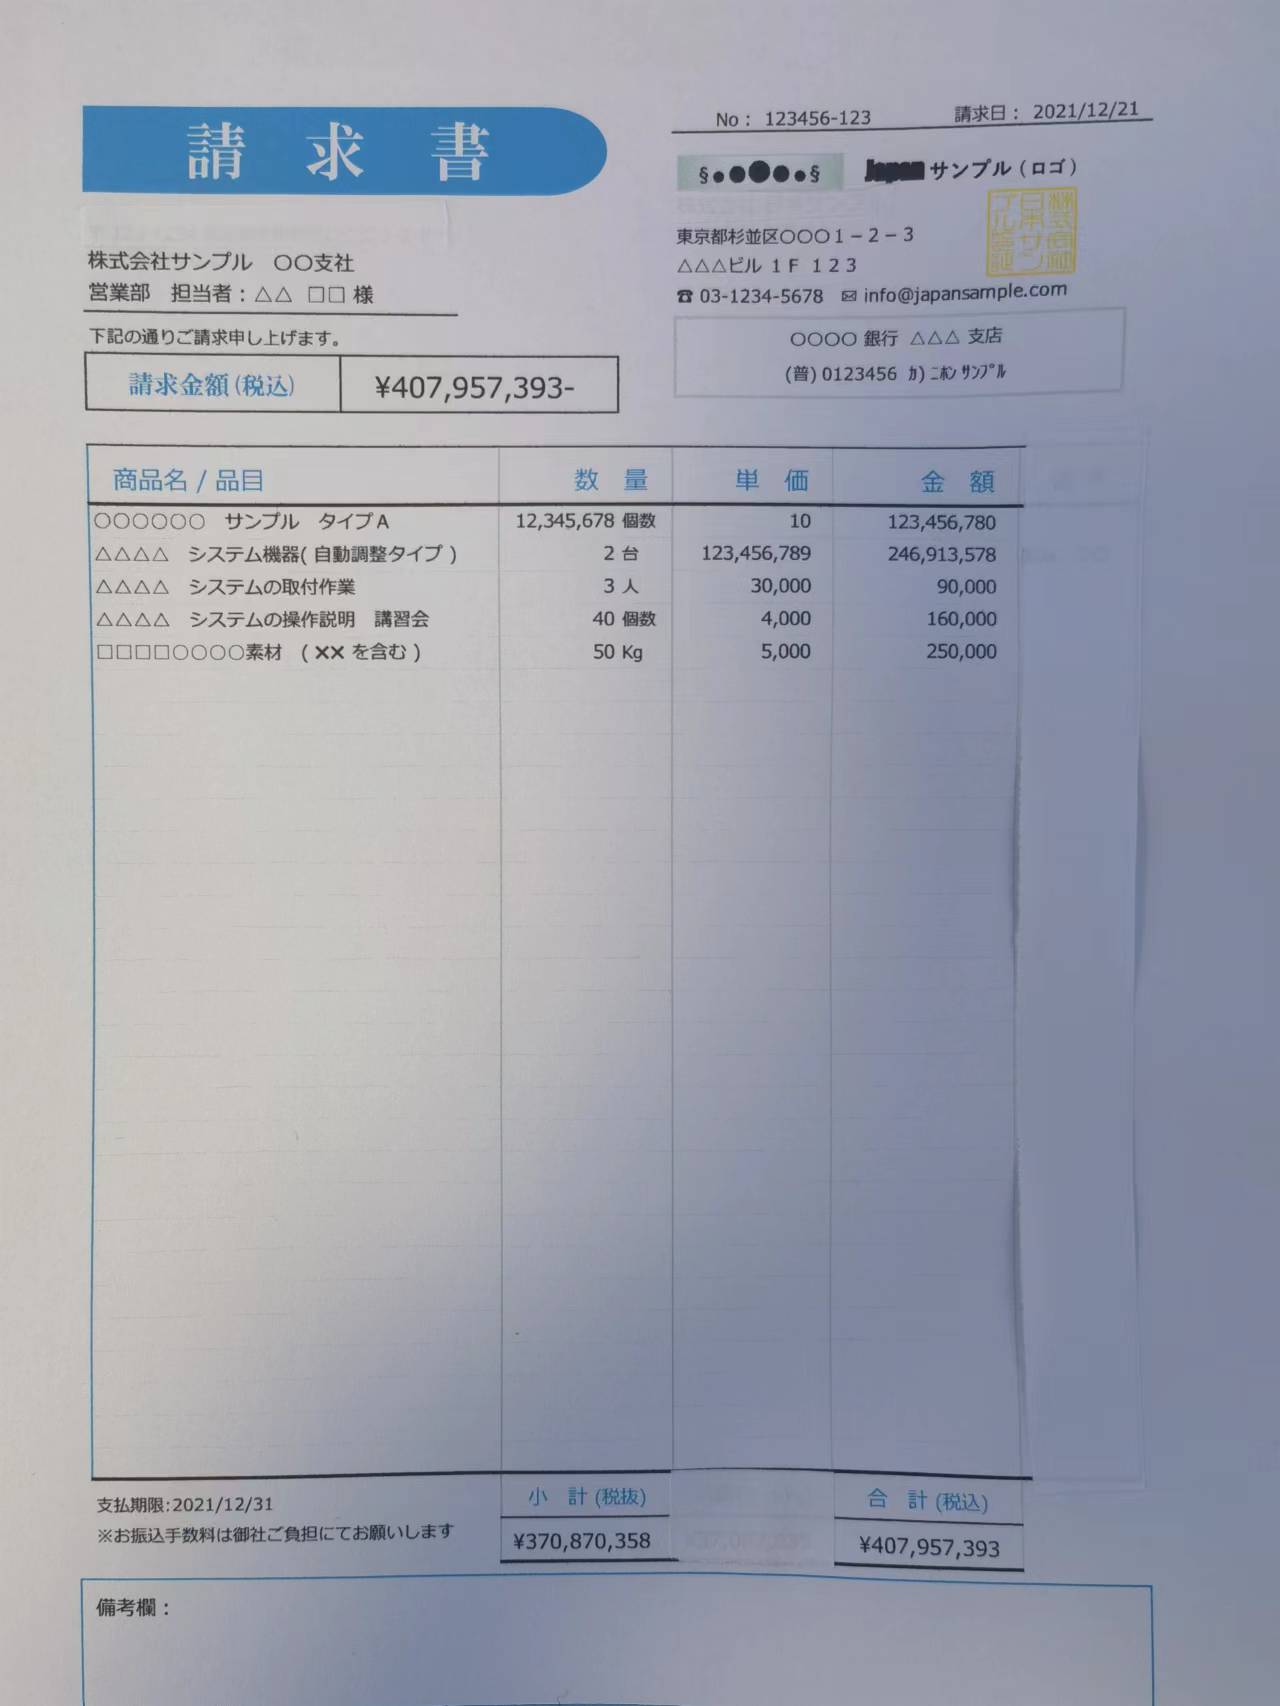 請求書
No： 123456-123　請求日： 2021/12/21
§●●●●●§ Japan サンプル（ロゴ）
株式会社サンプル　○○支社
営業部　担当者：△△ □□ 様
東京都杉並区○○○１－２－３
△△△ビル １Ｆ １２３
☎ 03-1234-5678 ✉ info@japansample.com
下記の通りご請求申し上げます。
請求金額(税込) ¥407,957,393-
○○○○ 銀行 △△△ 支店
(普) 0123456 ｶ) ﾆﾎﾝ ｻﾝﾌﾟﾙ
商品名 / 品目　数　量　単　価　金　額
○○○○○○　サンプル　タイプＡ 12,345,678 個数 10 123,456,780
△△△△　システム機器( 自動調整タイプ ) 2 台 123,456,789 246,913,578
△△△△　システムの取付作業 3 人 30,000 90,000
△△△△　システムの操作説明　講習会 40 個数 4,000 160,000
□□□□○○○○素材　( ×× を含む ) 50 Kg 5,000 250,000
支払期限:2021/12/31
※お振込手数料は御社ご負担にてお願いします
小　計 (税抜)　合　計 (税込)
¥370,870,358　¥407,957,393
備考欄：